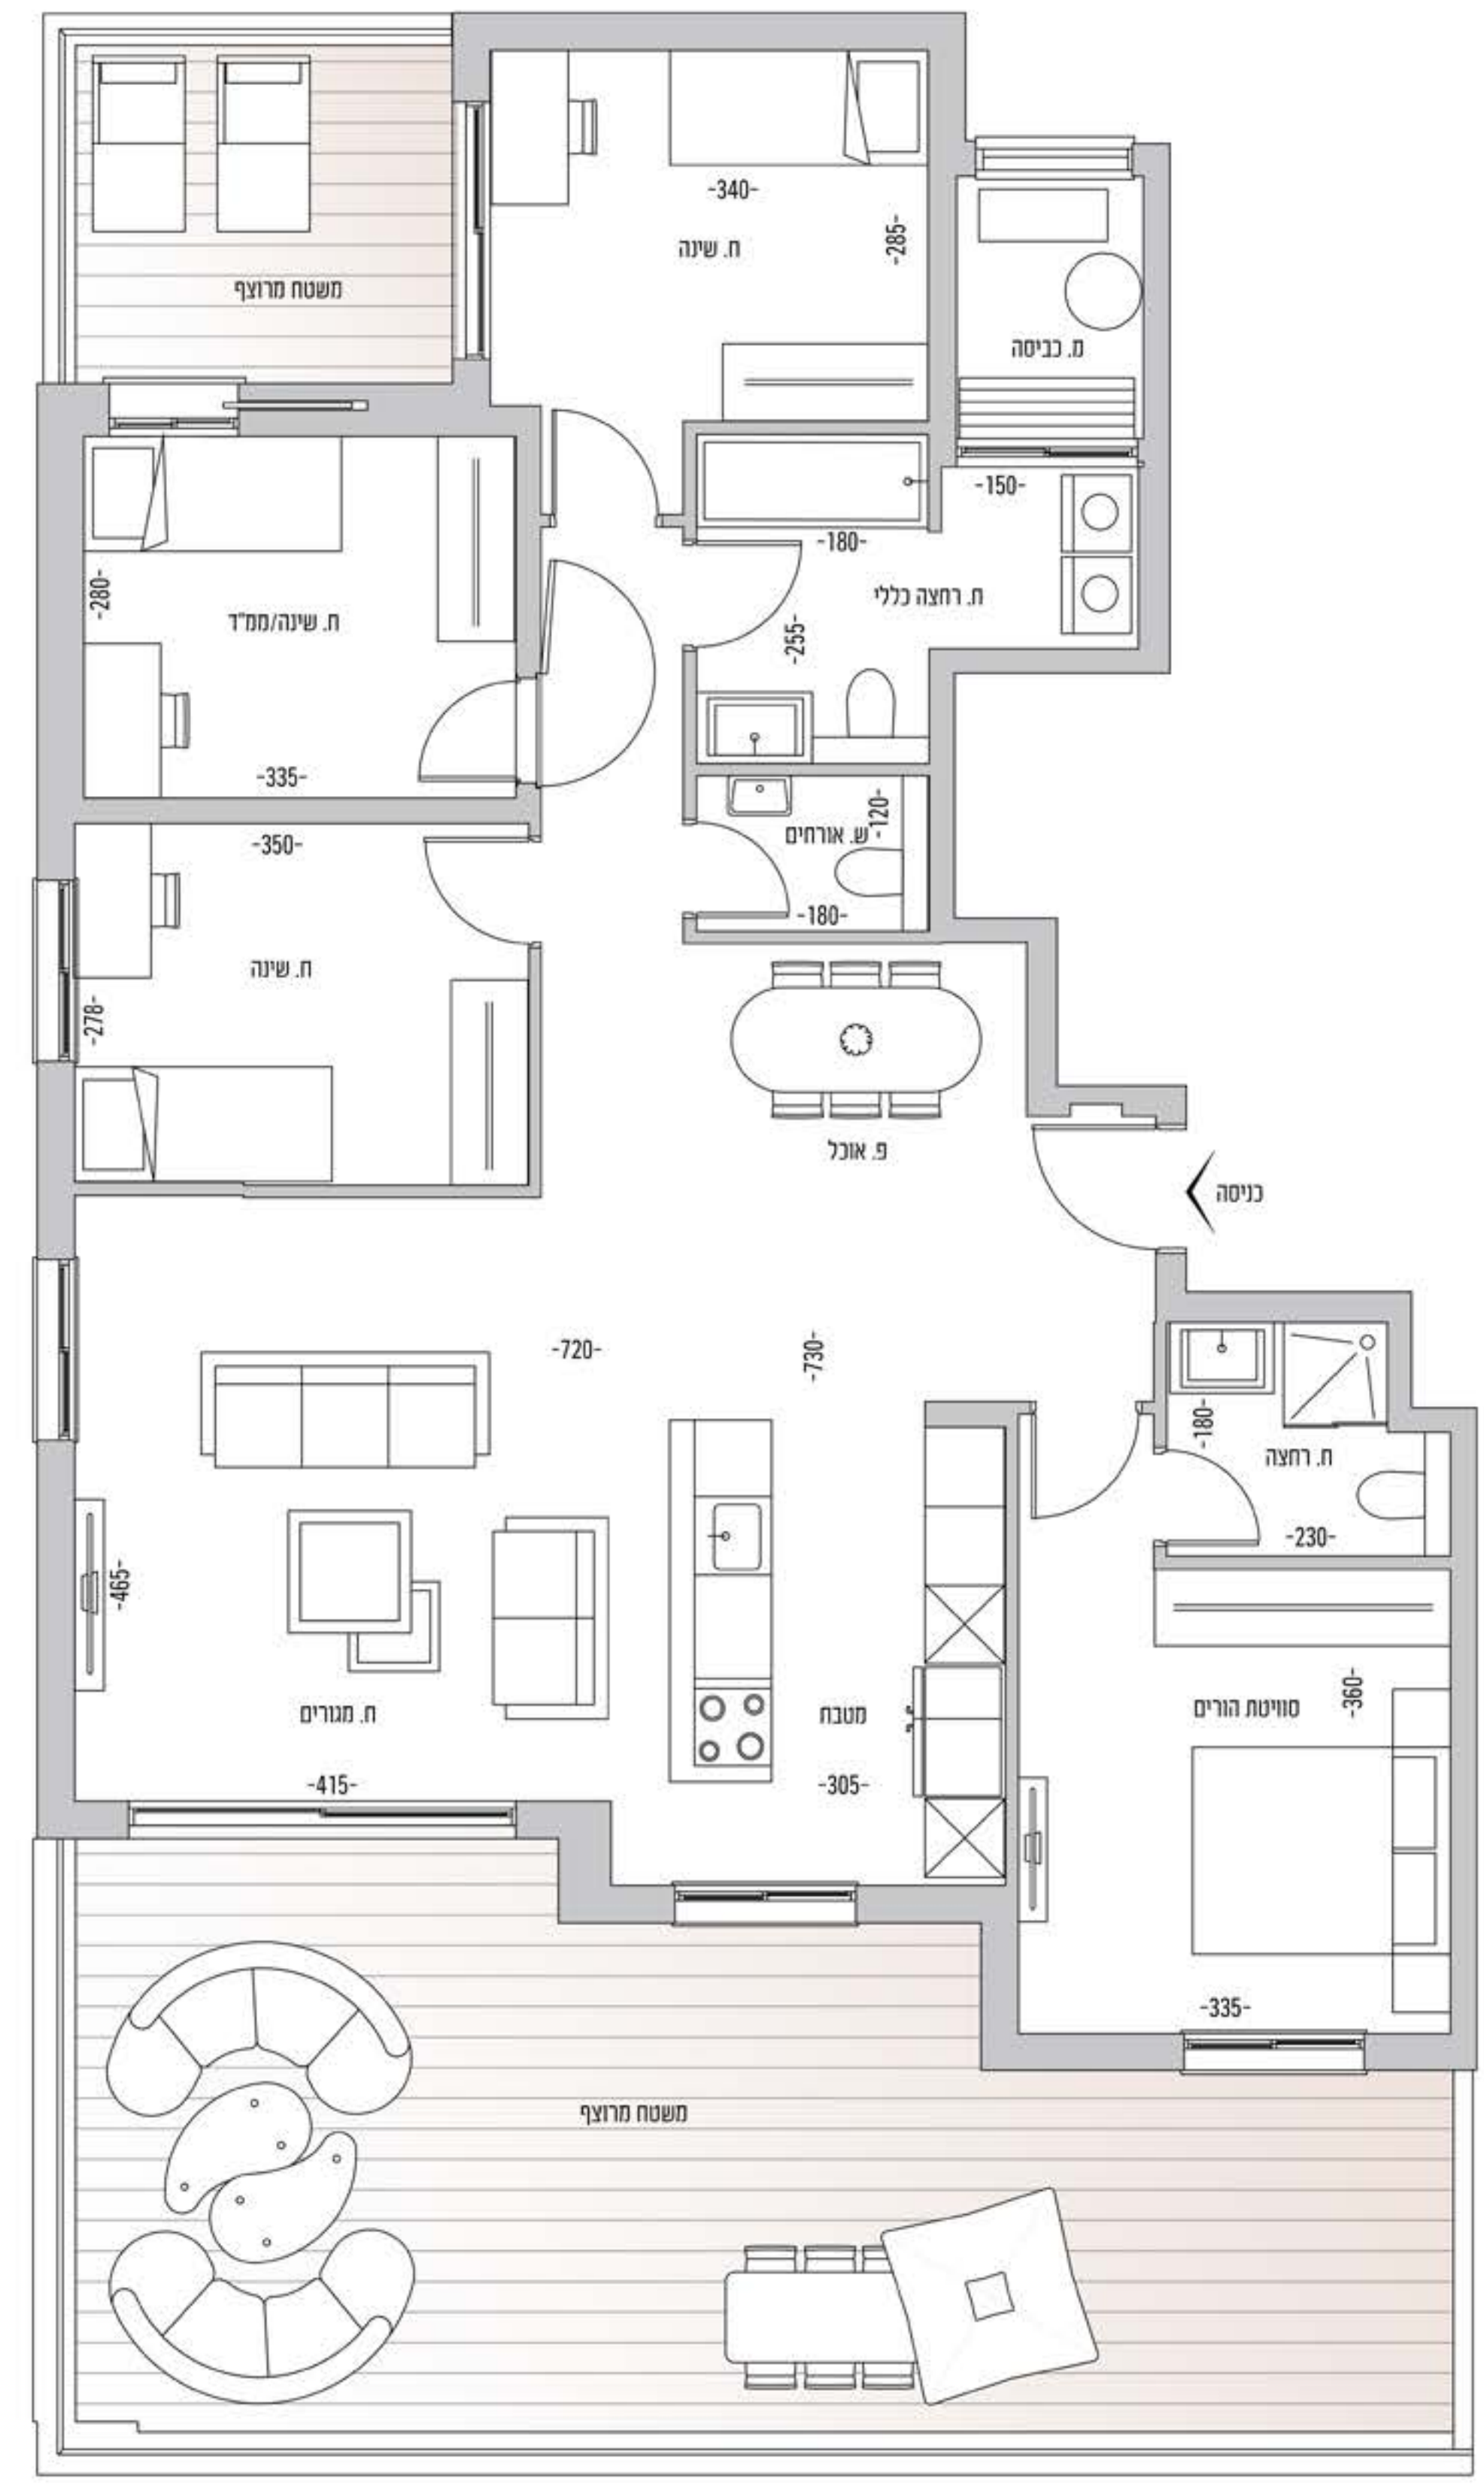 -340-
ח. שינה
-285-
משטח מרוצף
מ. כביסה
-150-
-180-
ח. רחצה כללי
-255-
-280-
ח. שינה/ממ"ד
-335-
-120-
ש. אורחים
-180-
-350-
ח. שינה
-278-
פ. אוכל
כניסה
-720-
-730-
-180-
ח. רחצה
-230-
-465-
ח. מגורים
-415-
מטבח
-305-
סוויטת הורים
-360-
-335-
משטח מרוצף